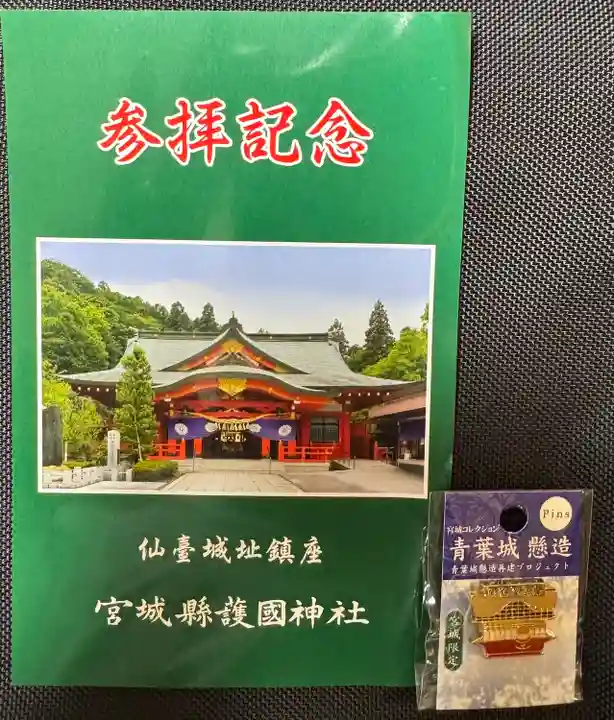 参拝記念
仙臺城址鎮座
宮城縣護國神社
Pins
宮城コレクション
青葉城 懸造
青葉城懸造再建プロジェクト
宮城限定